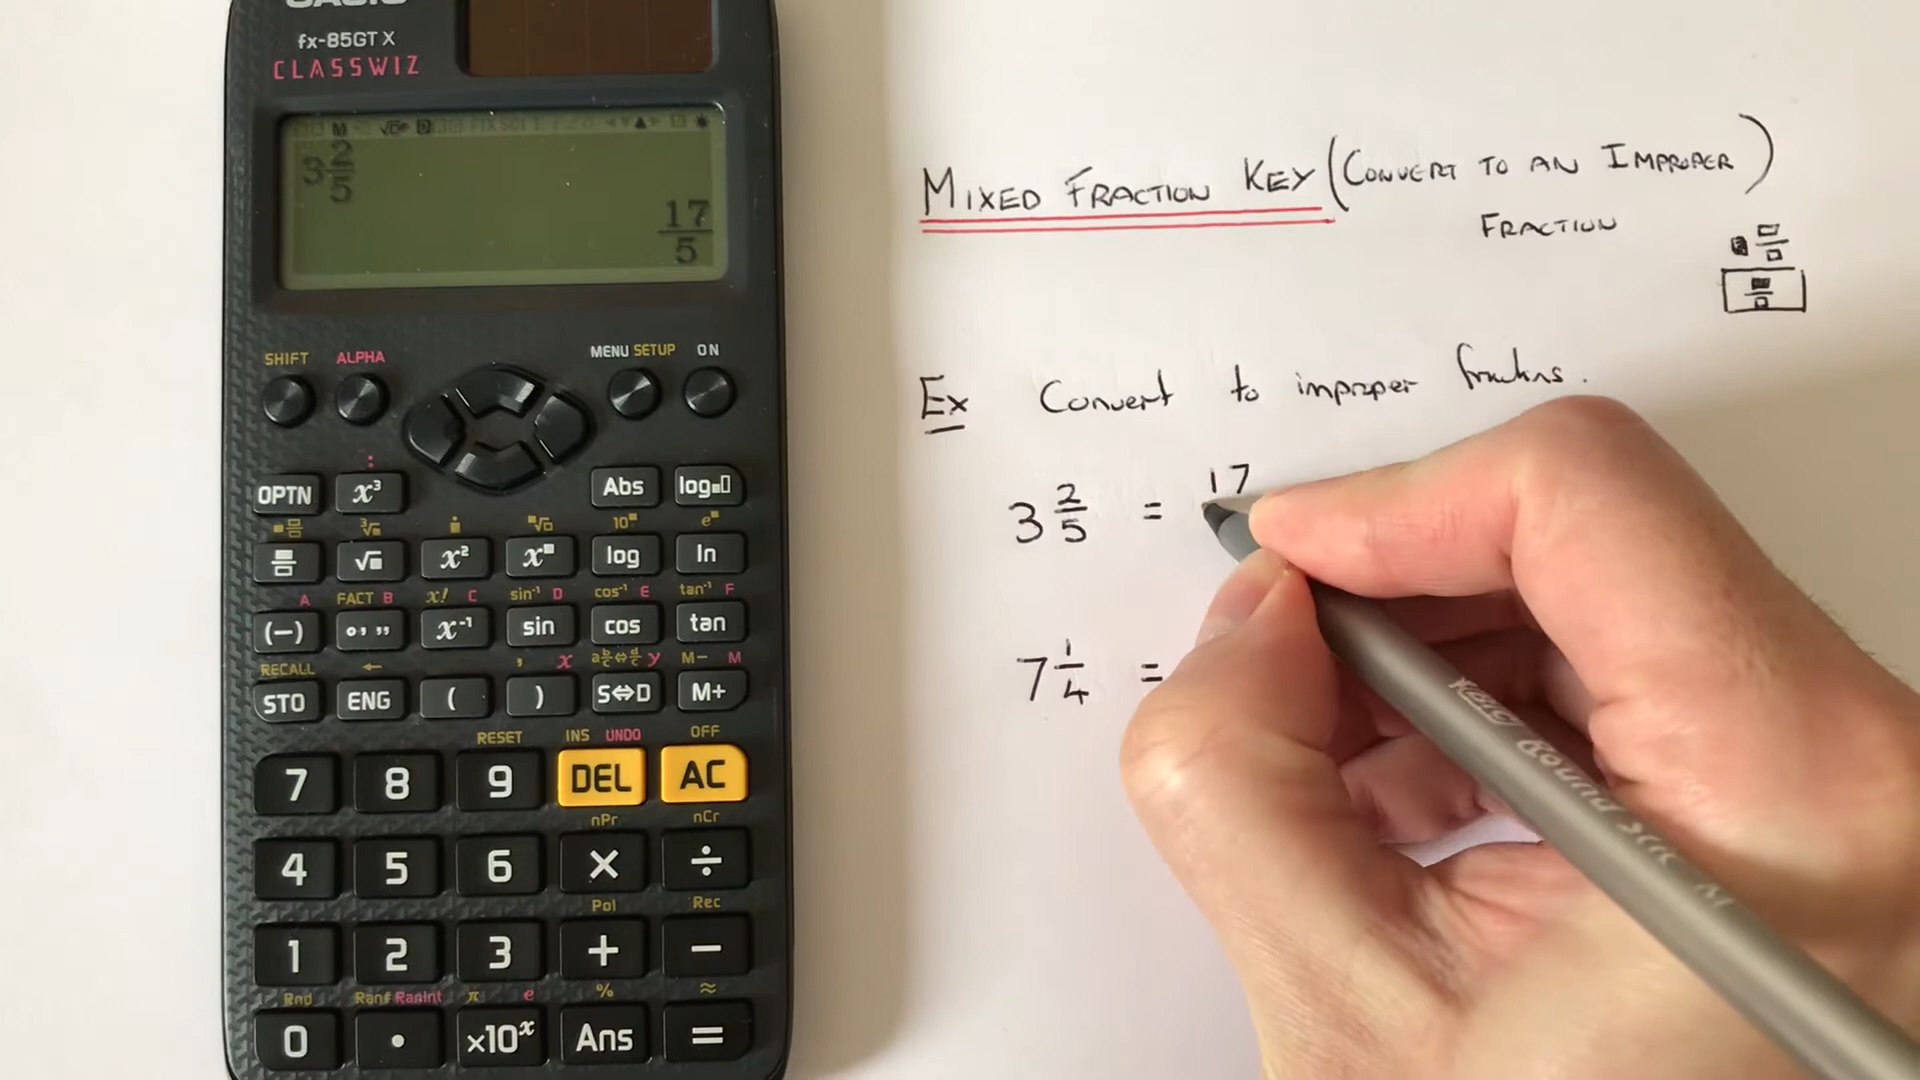 CASIO
fx-85GT X
CLASSWIZ
3 2/5
17/5
SHIFT ALPHA MENU SETUP ON
:
OPTN x³ Abs log▪▯
³√▪ ▪√▯ 10▪ e▪
√▪ x² x▪ log ln
A FACT B x! C sin⁻¹ D cos⁻¹ E tan⁻¹ F
(−) °′″ x⁻¹ sin cos tan
RECALL ← , x a b/c⇔d/c y M− M
STO ENG ( ) S⇔D M+
RESET INS UNDO OFF
7 8 9 DEL AC
nPr nCr
4 5 6 × ÷
Pol Rec
1 2 3 + −
Rnd Ran# RanInt π e % ≈
0 • ×10ˣ Ans =
MIXED FRACTION KEY (CONVERT TO AN IMPROPER)
FRACTION
Ex Convert to improper fractions.
3 2/5 = 17
7 1/4 =